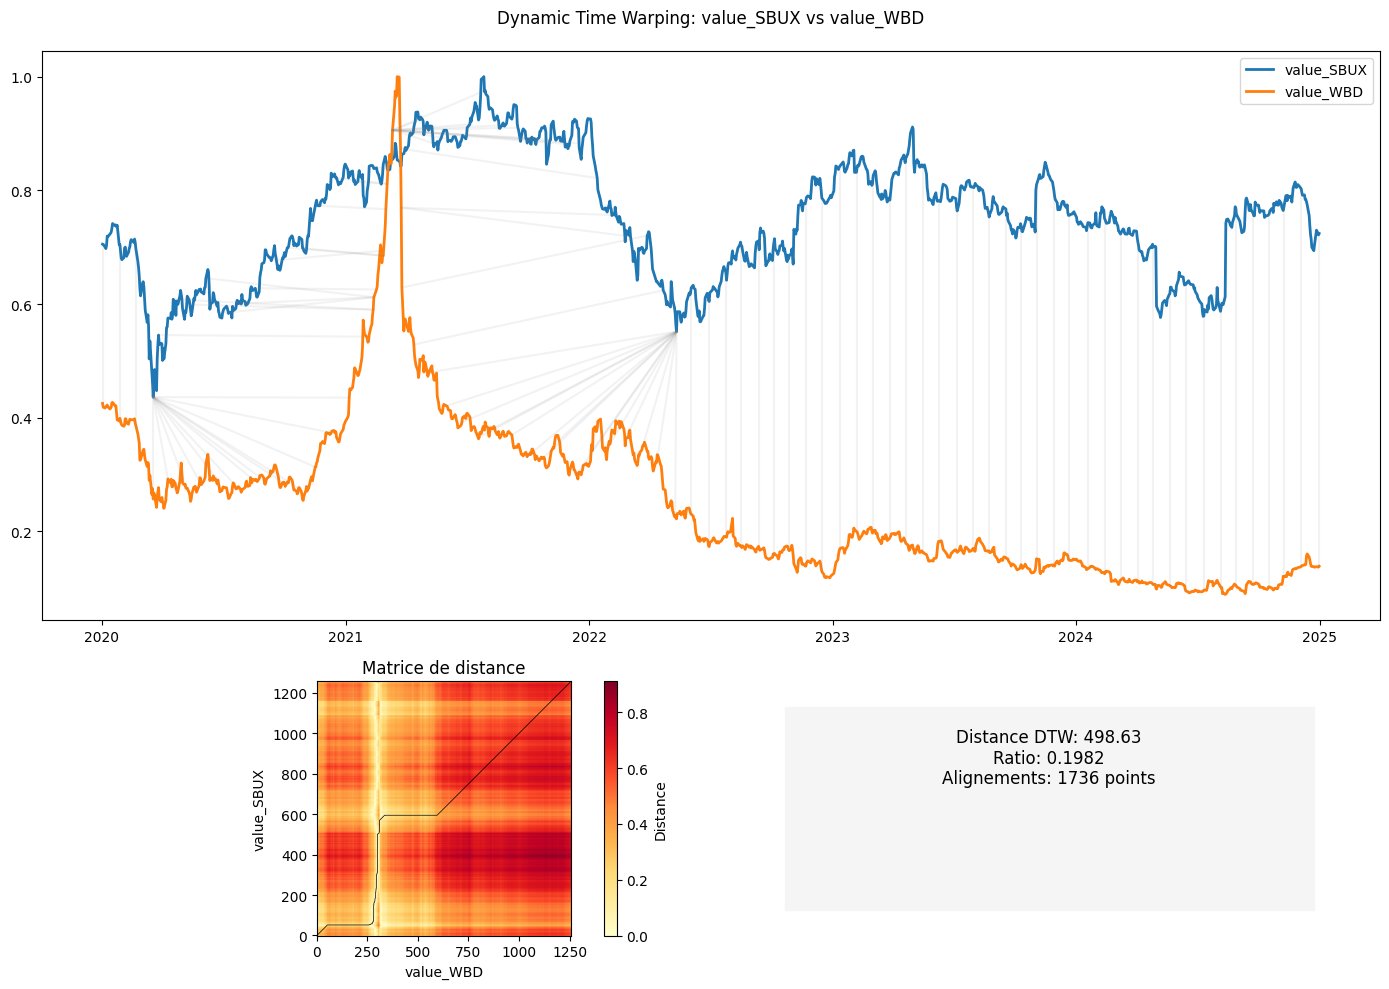 Dynamic Time Warping: value_SBUX vs value_WBD
value_SBUX
value_WBD
1.0
0.8
0.6
0.4
0.2
2020 2021 2022 2023 2024 2025
Matrice de distance
1200
1000
800
600
400
200
0
value_SBUX
0 250 500 750 1000 1250
value_WBD
0.8
0.6
0.4
0.2
0.0
Distance
Distance DTW: 498.63
Ratio: 0.1982
Alignements: 1736 points